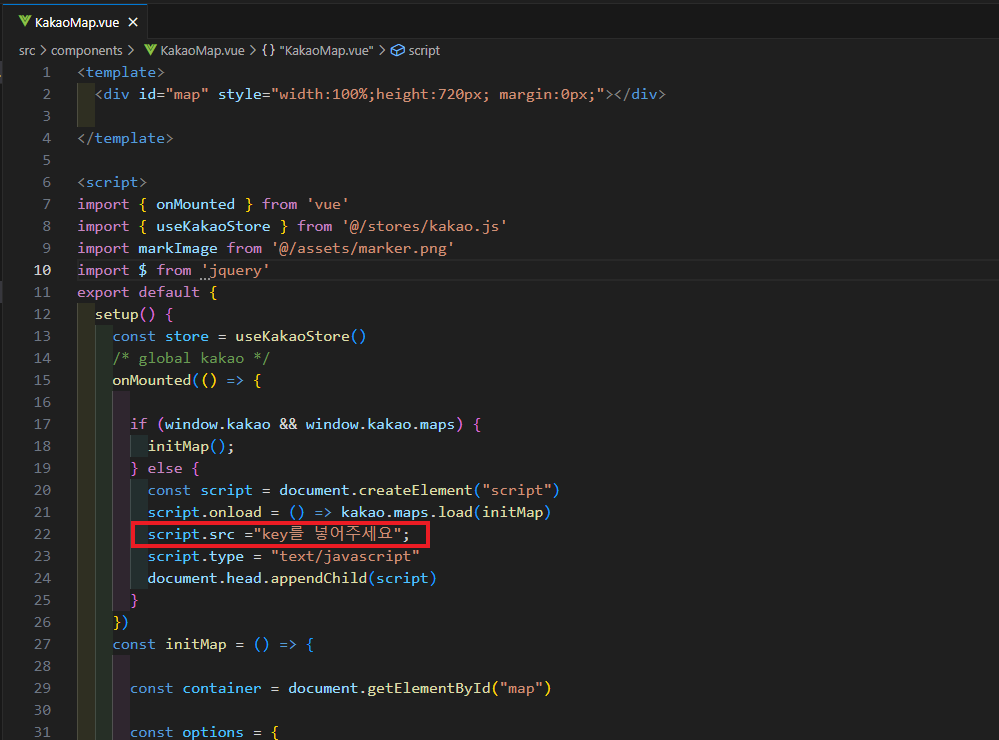 KakaoMap.vue
src > components > KakaoMap.vue > {} "KakaoMap.vue" > script
1 <template>
2 <div id="map" style="width:100%;height:720px; margin:0px;"></div>
3
4 </template>
5
6 <script>
7 import { onMounted } from 'vue'
8 import { useKakaoStore } from '@/stores/kakao.js'
9 import markImage from '@/assets/marker.png'
10 import $ from 'jquery'
11 export default {
12 setup() {
13 const store = useKakaoStore()
14 /* global kakao */
15 onMounted(() => {
16
17 if (window.kakao && window.kakao.maps) {
18 initMap();
19 } else {
20 const script = document.createElement("script")
21 script.onload = () => kakao.maps.load(initMap)
22 script.src ="key를 넣어주세요";
23 script.type = "text/javascript"
24 document.head.appendChild(script)
25 }
26 })
27 const initMap = () => {
28
29 const container = document.getElementById("map")
30
31 const options = {